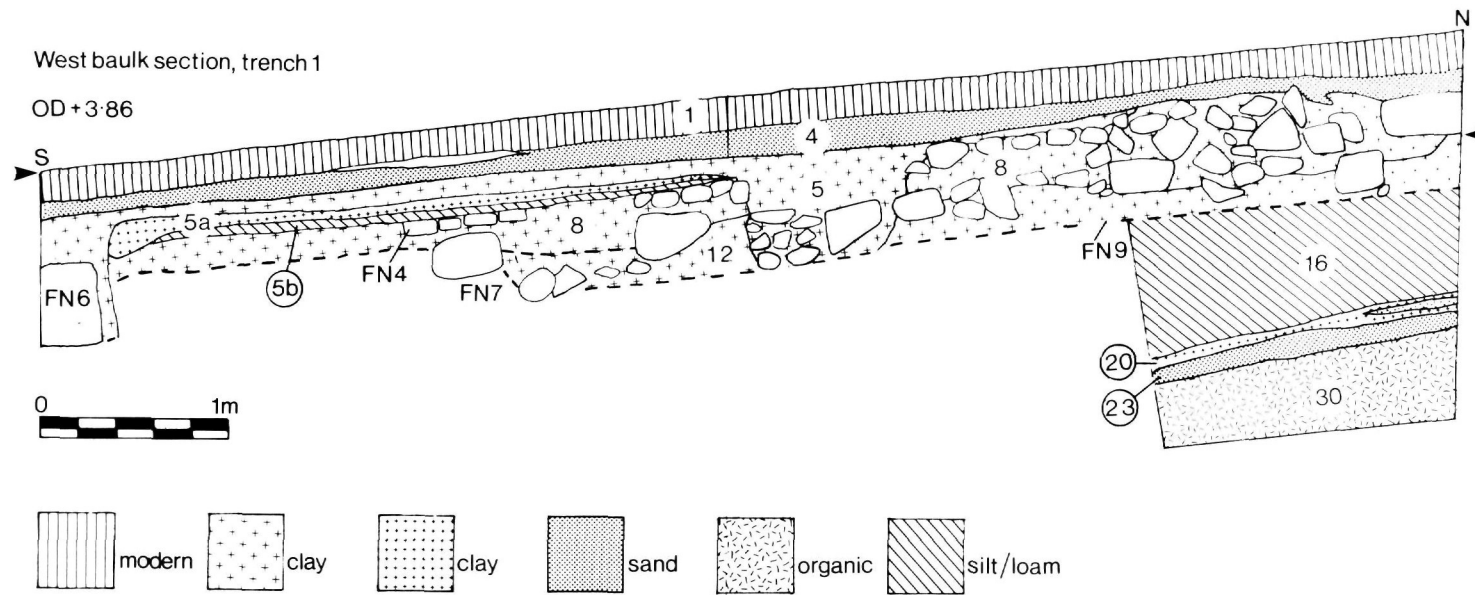 West baulk section, trench 1
OD +3·86
N
S
1
4
5
8
5a
8
12
5b
FN4
FN7
FN6
FN9
16
20
23
30
0 1m
modern clay clay sand organic silt/loam